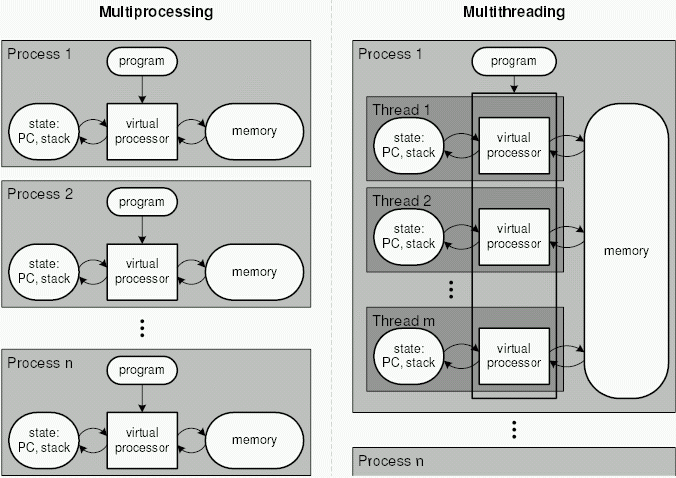 Multiprocessing
Process 1
program
state:
PC, stack
virtual
processor
memory
Process 2
program
state:
PC, stack
virtual
processor
memory
Process n
program
state:
PC, stack
virtual
processor
memory
Multithreading
Process 1
program
Thread 1
state:
PC, stack
virtual
processor
Thread 2
state:
PC, stack
virtual
processor
memory
Thread m
state:
PC, stack
virtual
processor
Process n